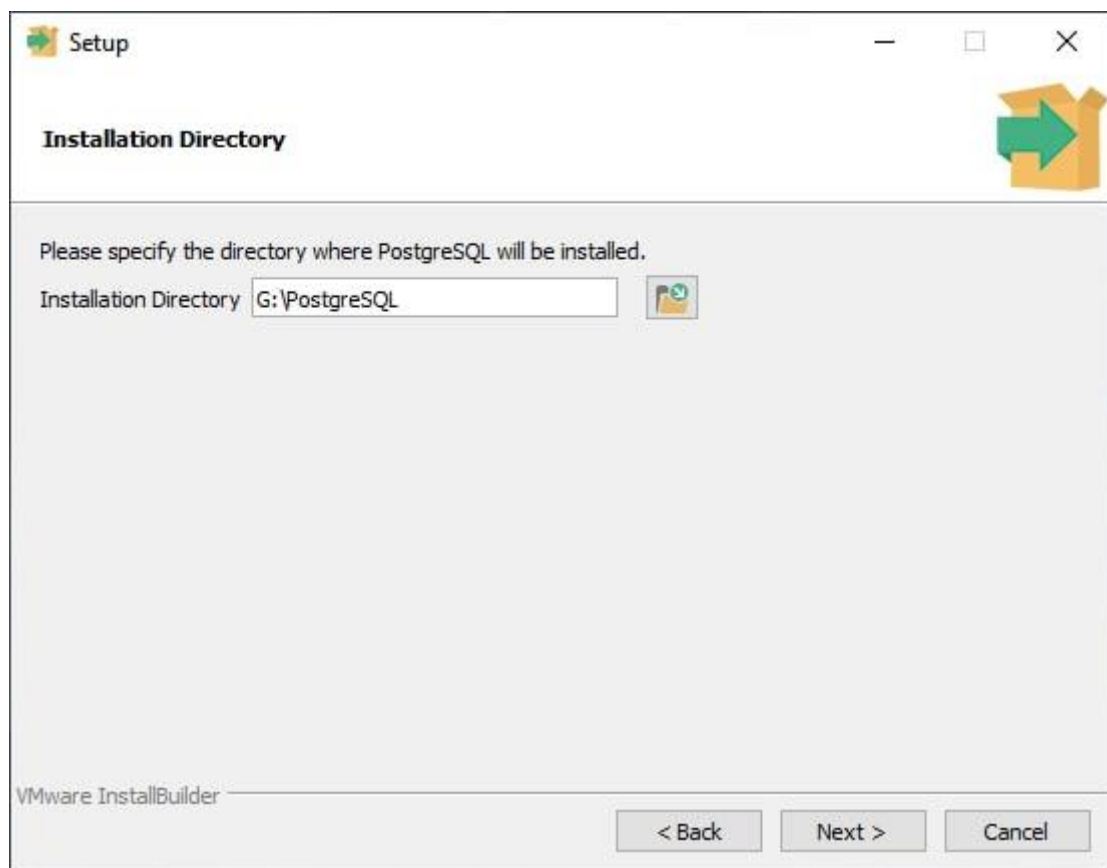 Setup
Installation Directory
Please specify the directory where PostgreSQL will be installed.
Installation Directory G:\PostgreSQL
VMware InstallBuilder
< Back Next > Cancel